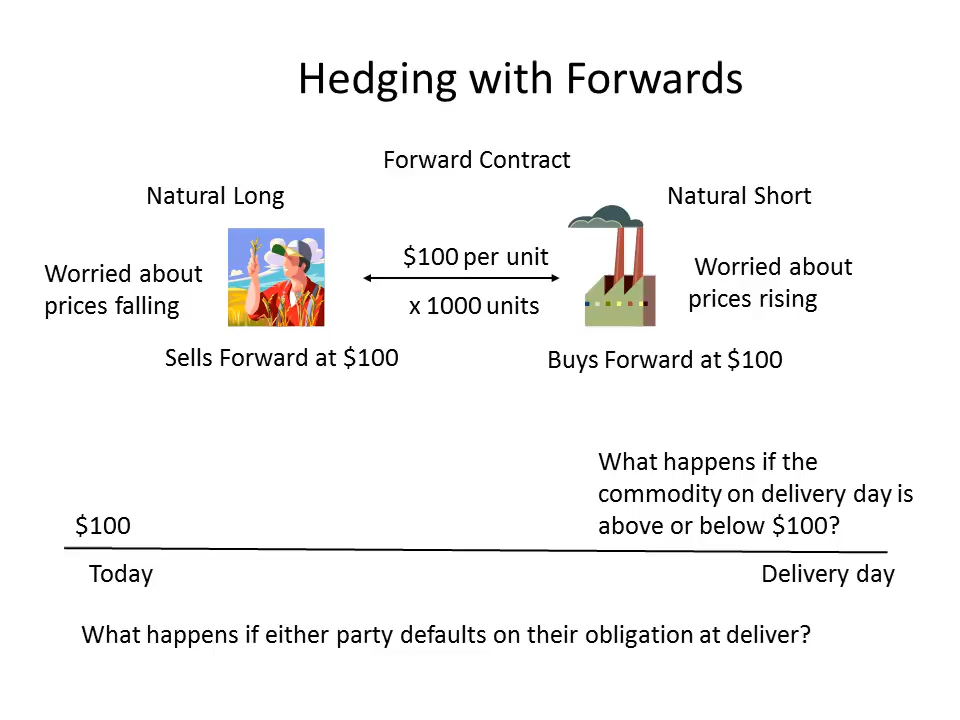 Hedging with Forwards
Forward Contract
Natural Long
Natural Short
$100 per unit
x 1000 units
Worried about
prices falling
Worried about
prices rising
Sells Forward at $100
Buys Forward at $100
What happens if the
commodity on delivery day is
above or below $100?
$100
Today
Delivery day
What happens if either party defaults on their obligation at deliver?